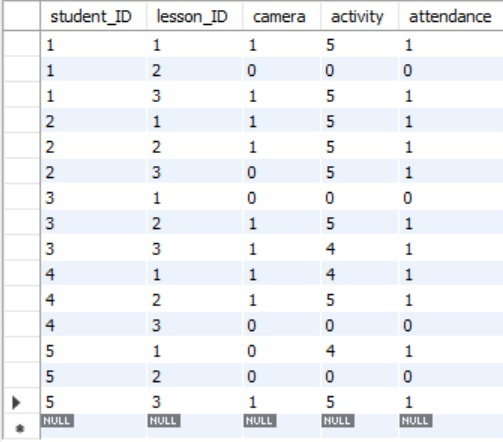 student_ID lesson_ID camera activity attendance
1 1 1 5 1
1 2 0 0 0
1 3 1 5 1
2 1 1 5 1
2 2 1 5 1
2 3 0 5 1
3 1 0 0 0
3 2 1 5 1
3 3 1 4 1
4 1 1 4 1
4 2 1 5 1
4 3 0 0 0
5 1 0 4 1
5 2 0 0 0
5 3 1 5 1
NULL NULL NULL NULL NULL